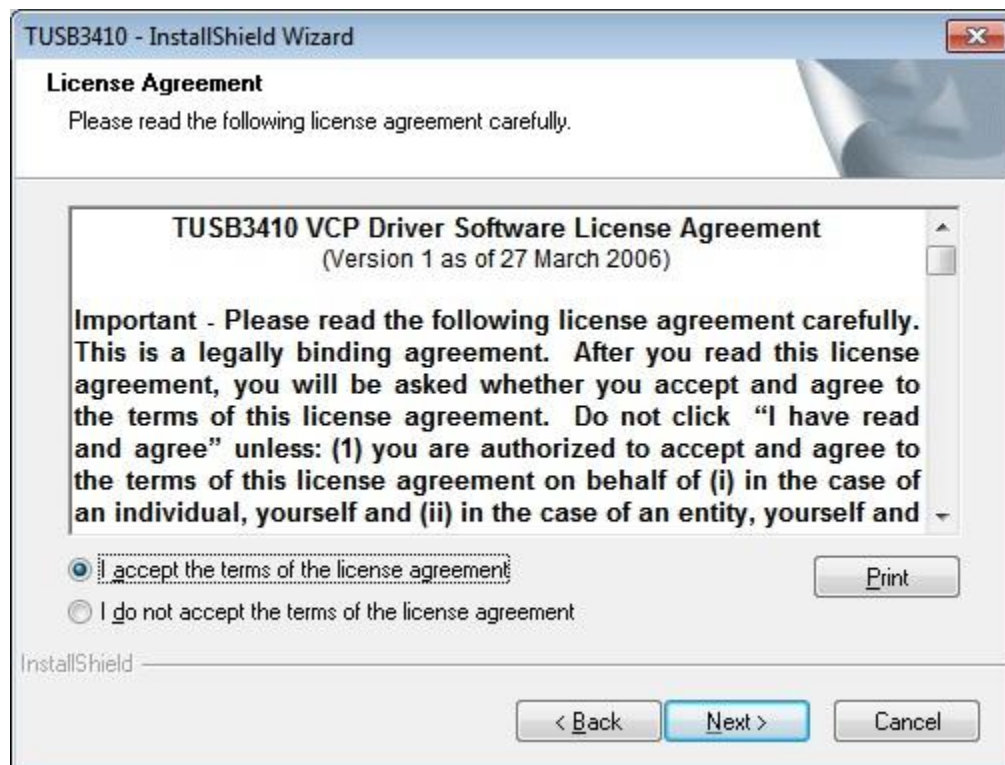 TUSB3410 - InstallShield Wizard
License Agreement
Please read the following license agreement carefully.
TUSB3410 VCP Driver Software License Agreement
(Version 1 as of 27 March 2006)
Important - Please read the following license agreement carefully.
This is a legally binding agreement. After you read this license
agreement, you will be asked whether you accept and agree to
the terms of this license agreement. Do not click “I have read
and agree” unless: (1) you are authorized to accept and agree to
the terms of this license agreement on behalf of (i) in the case of
an individual, yourself and (ii) in the case of an entity, yourself and
I accept the terms of the license agreement
Print
I do not accept the terms of the license agreement
InstallShield
< Back Next > Cancel